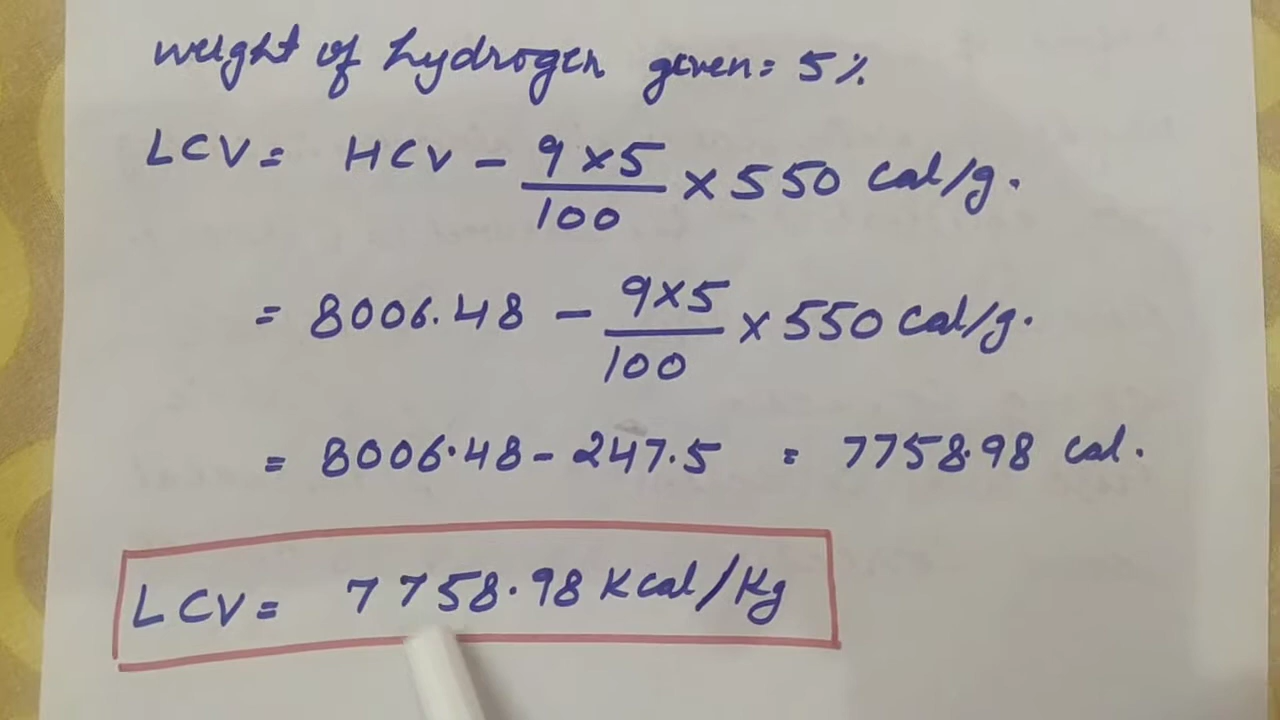 weight of hydrogen given = 5%
LCV = HCV - 9 × 5 / 100 × 550 cal/g.
= 8006.48 - 9×5 / 100 × 550 cal/g.
= 8006.48 - 247.5 = 7758.98 cal.
LCV = 7758.98 Kcal/Kg